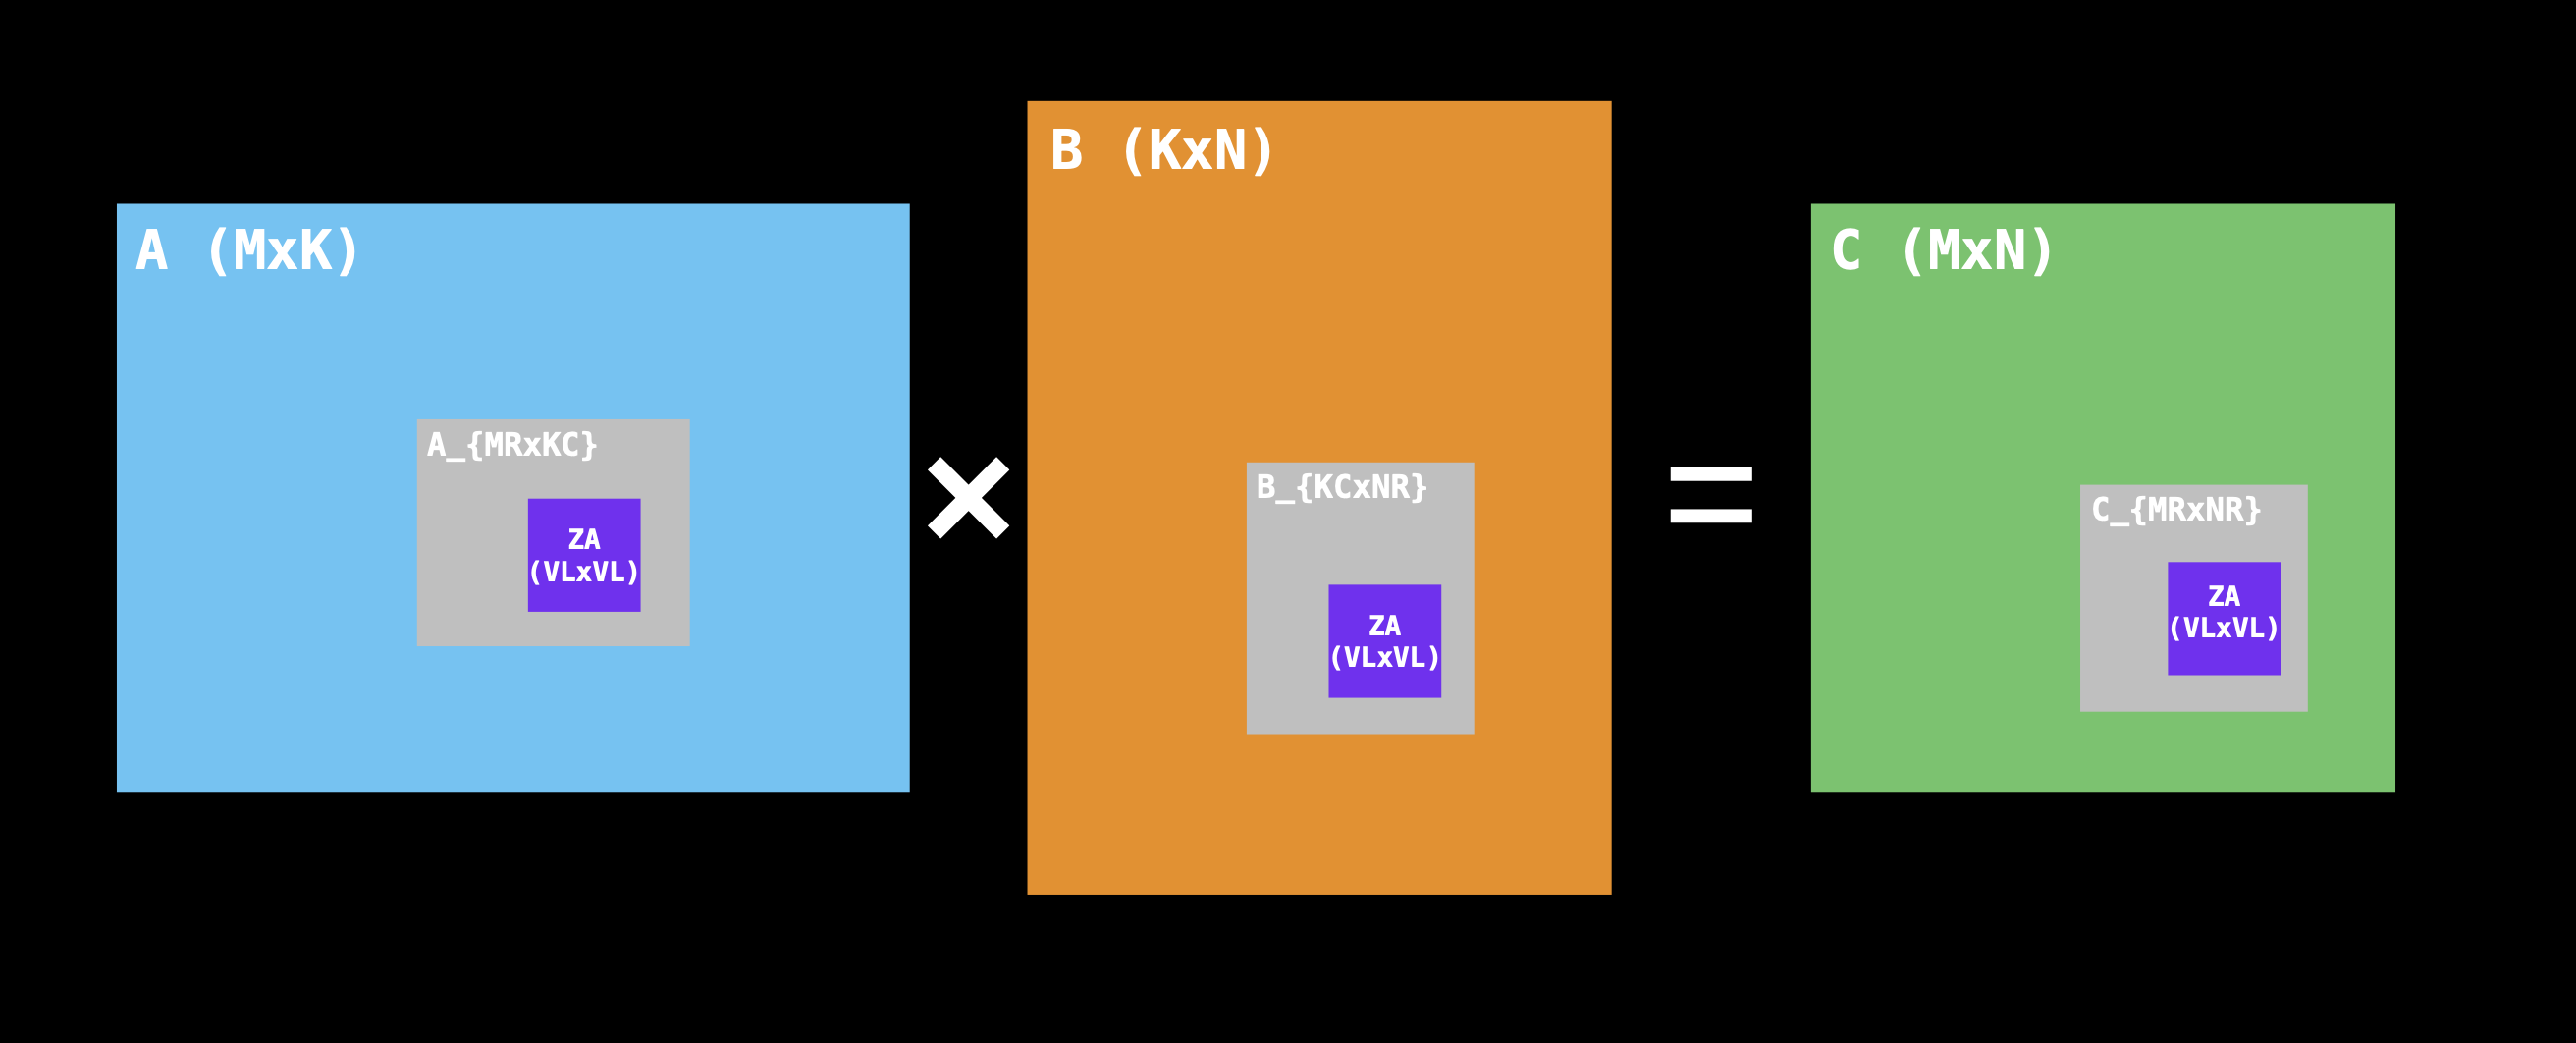 A (MxK)
A_{MRxKC}
ZA
(VLxVL)
×
B (KxN)
B_{KCxNR}
ZA
(VLxVL)
=
C (MxN)
C_{MRxNR}
ZA
(VLxVL)